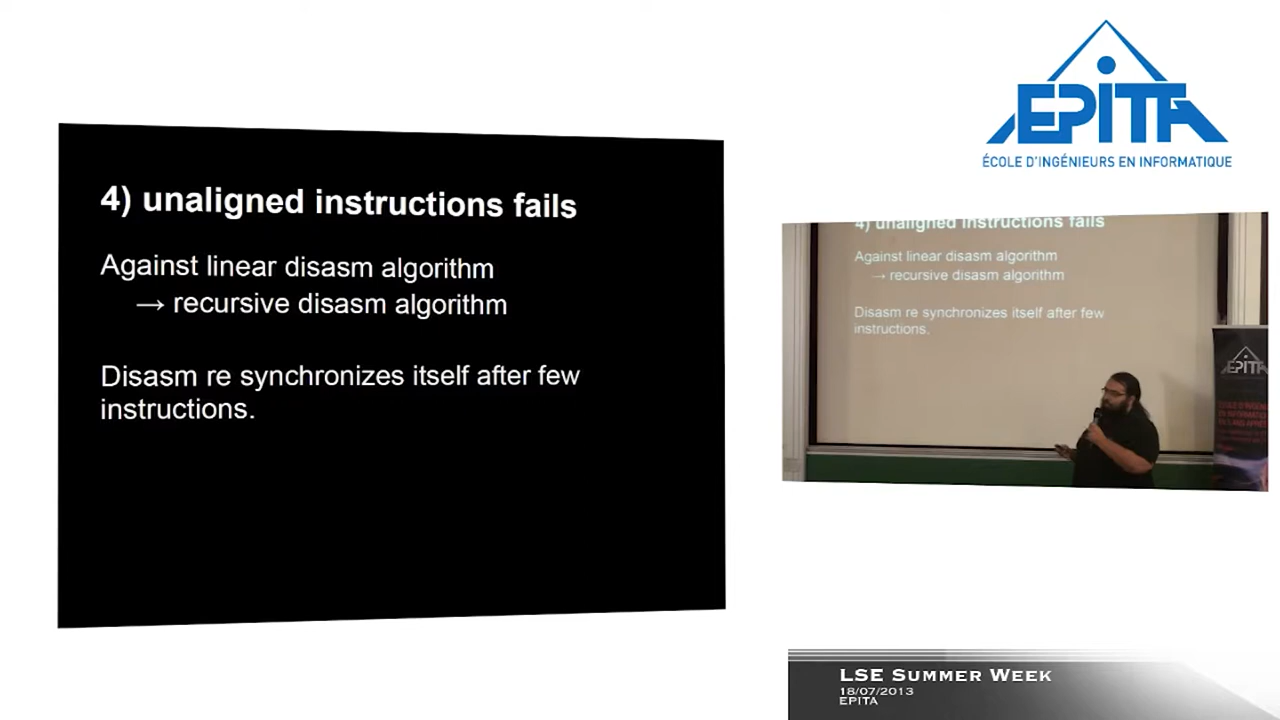 EPITA
ÉCOLE D'INGÉNIEURS EN INFORMATIQUE
4) unaligned instructions fails
Against linear disasm algorithm
→ recursive disasm algorithm
Disasm re synchronizes itself after few
instructions.
4) unaligned instructions fails
Against linear disasm algorithm
→ recursive disasm algorithm
Disasm re synchronizes itself after few
instructions.
EPITA
LSE SUMMER WEEK
18/07/2013
EPITA